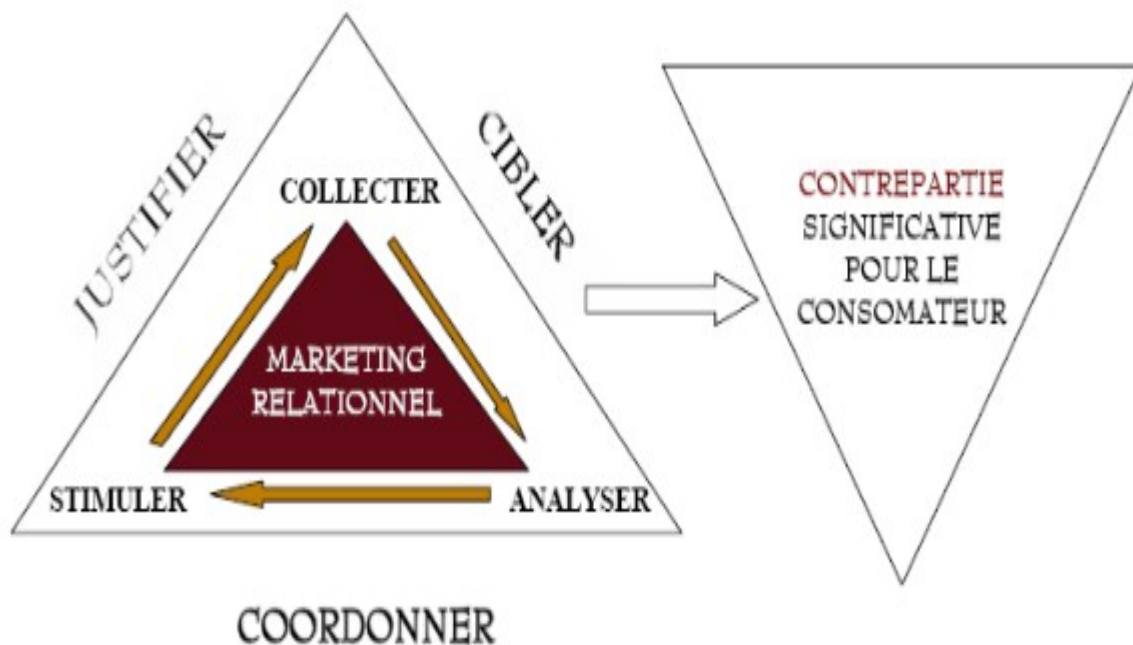 JUSTIFIER
CIBLER
COLLECTER
MARKETING
RELATIONNEL
STIMULER
ANALYSER
COORDONNER
CONTREPARTIE
SIGNIFICATIVE
POUR LE
CONSOMATEUR